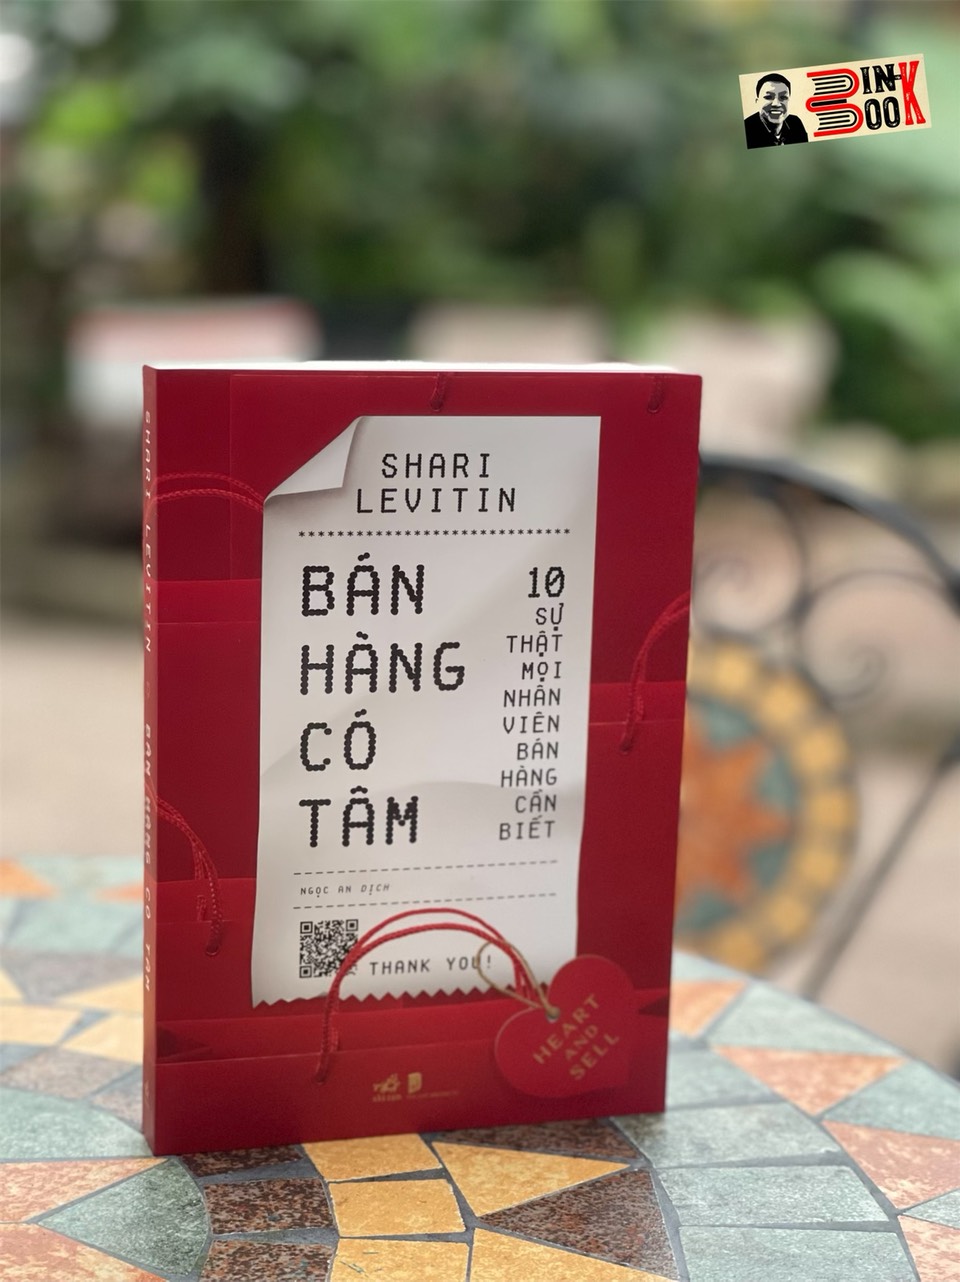 BIN-K
BOOK
SHARI
LEVITIN
BÁN
HÀNG
CÓ
TÂM
10
SỰ
THẬT
MỌI
NHÂN
VIÊN
BÁN
HÀNG
CẦN
BIẾT
NGỌC AN DỊCH
THANK YOU!
HEART
AND
SELL
SHARI LEVITIN BÁN HÀNG CÓ TÂM